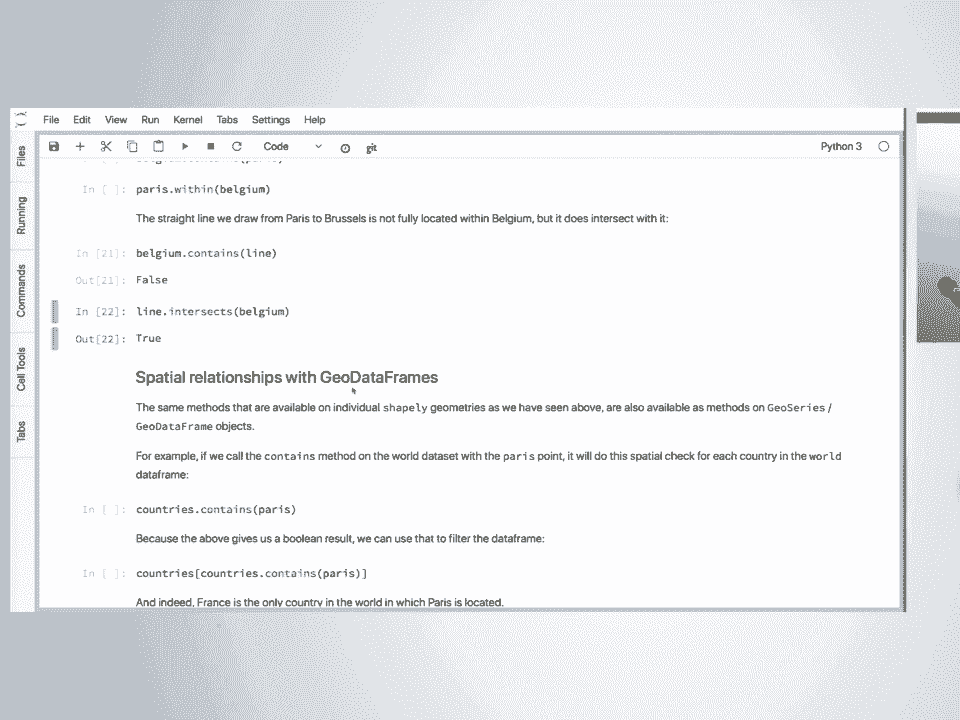 File Edit View Run Kernel Tabs Settings Help
Code
git
Python 3
Files
Running
Commands
Cell Tools
Tabs
In [ ]: paris.within(belgium)
The straight line we draw from Paris to Brussels is not fully located within Belgium, but it does intersect with it:
In [21]: belgium.contains(line)
Out[21]: False
In [22]: line.intersects(belgium)
Out[22]: True
Spatial relationships with GeoDataFrames
The same methods that are available on individual shapely geometries as we have seen above, are also available as methods on GeoSeries /
GeoDataFrame objects.
For example, if we call the contains method on the world dataset with the paris point, it will do this spatial check for each country in the world
dataframe:
In [ ]: countries.contains(paris)
Because the above gives us a boolean result, we can use that to filter the dataframe:
In [ ]: countries[countries.contains(paris)]
And indeed, France is the only country in the world in which Paris is located.